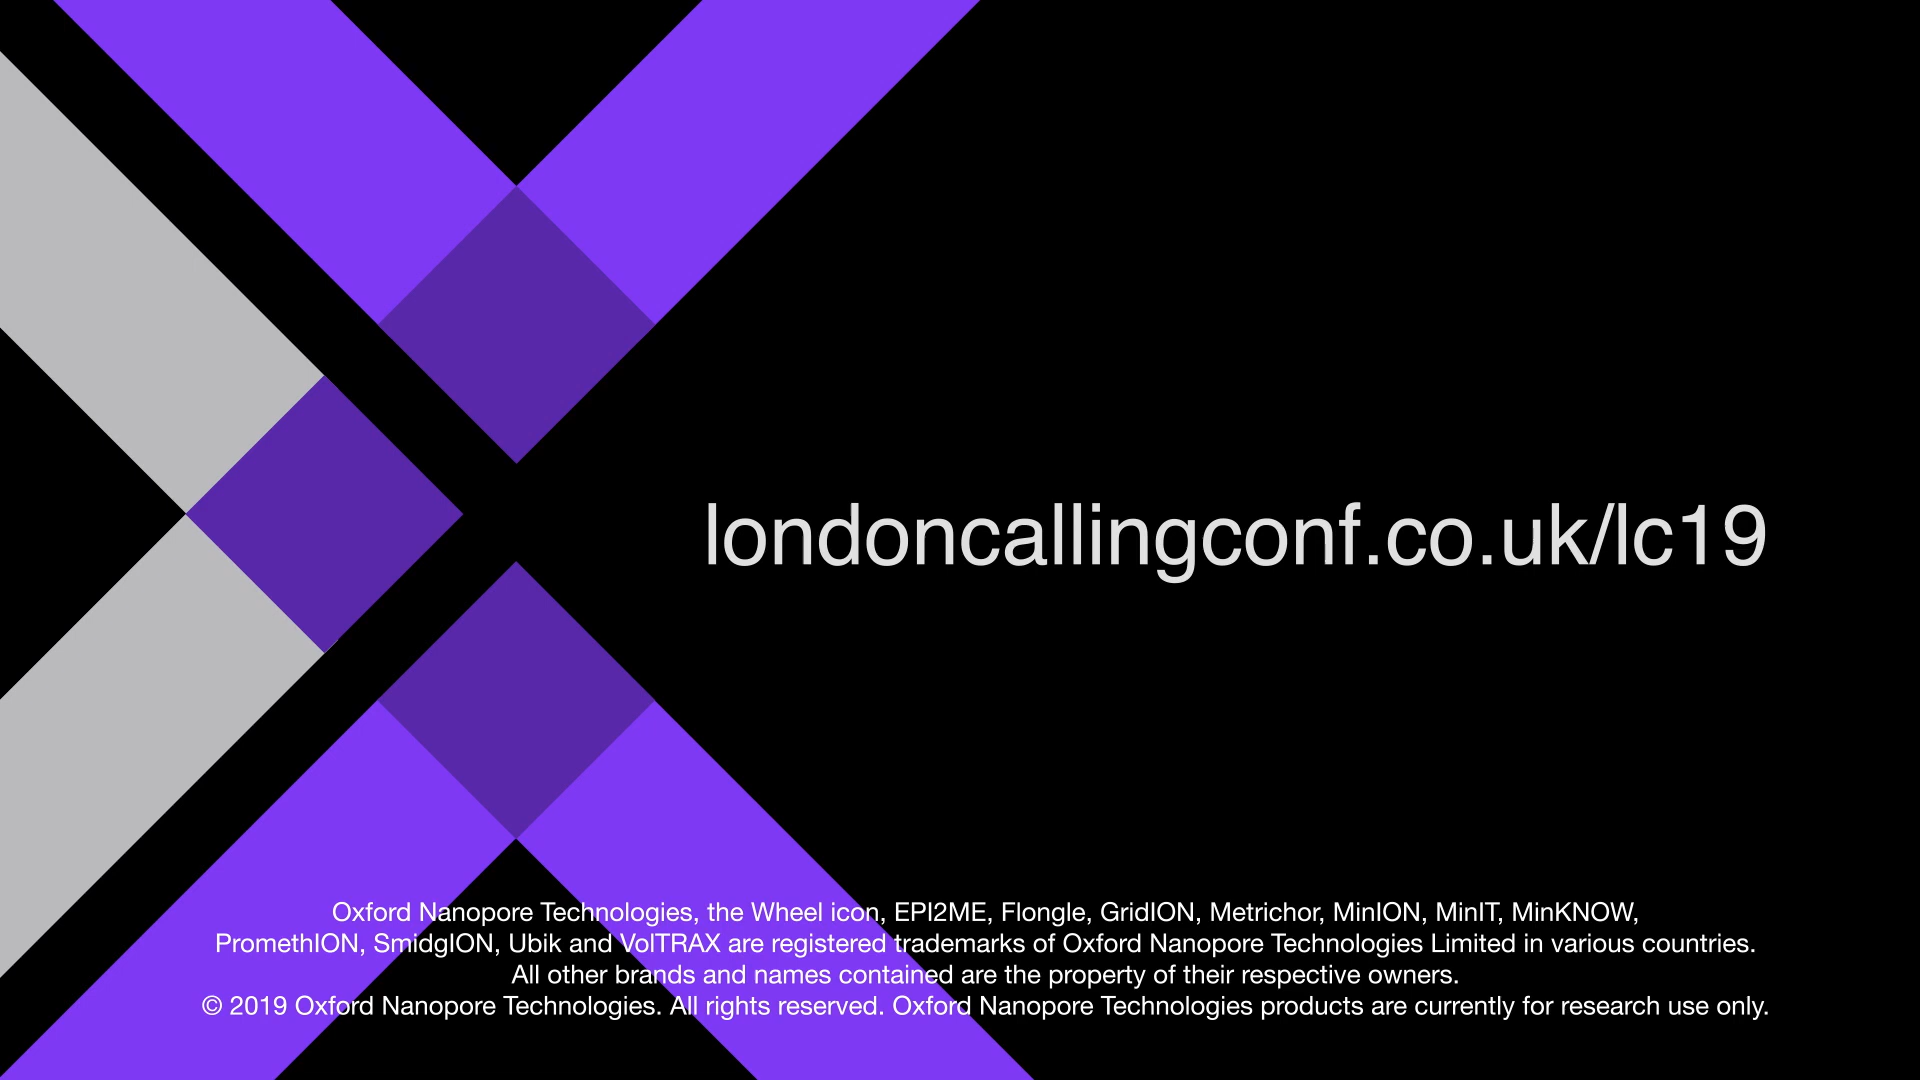 londoncallingconf.co.uk/lc19
Oxford Nanopore Technologies, the Wheel icon, EPI2ME, Flongle, GridION, Metrichor, MinION, MinIT, MinKNOW,
PromethION, SmidgION, Ubik and VolTRAX are registered trademarks of Oxford Nanopore Technologies Limited in various countries.
All other brands and names contained are the property of their respective owners.
© 2019 Oxford Nanopore Technologies. All rights reserved. Oxford Nanopore Technologies products are currently for research use only.